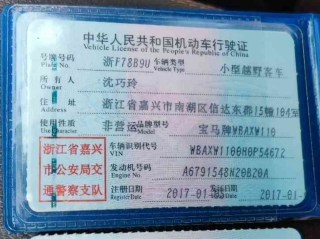 中华人民共和国机动车行驶证
Vehicle License of the People's Republic of China
号牌号码 浙F78B9U 车辆类型 小型越野客车
Plate No. Vehicle Type
所有人 沈巧玲
Owner
住址 浙江省嘉兴市南湖区信达东郡15幢104室
Address
使用性质 非营运 品牌型号 宝马牌WBAXW110
Use Character Model
浙江省嘉兴
市公安局交
通警察支队
车辆识别代号 WBAXW1100H0P54672
VIN
发动机号码 A6791548N20B20A
Engine No.
注册日期 2017-01 发证日期 2017-01
Register Date Issue Date